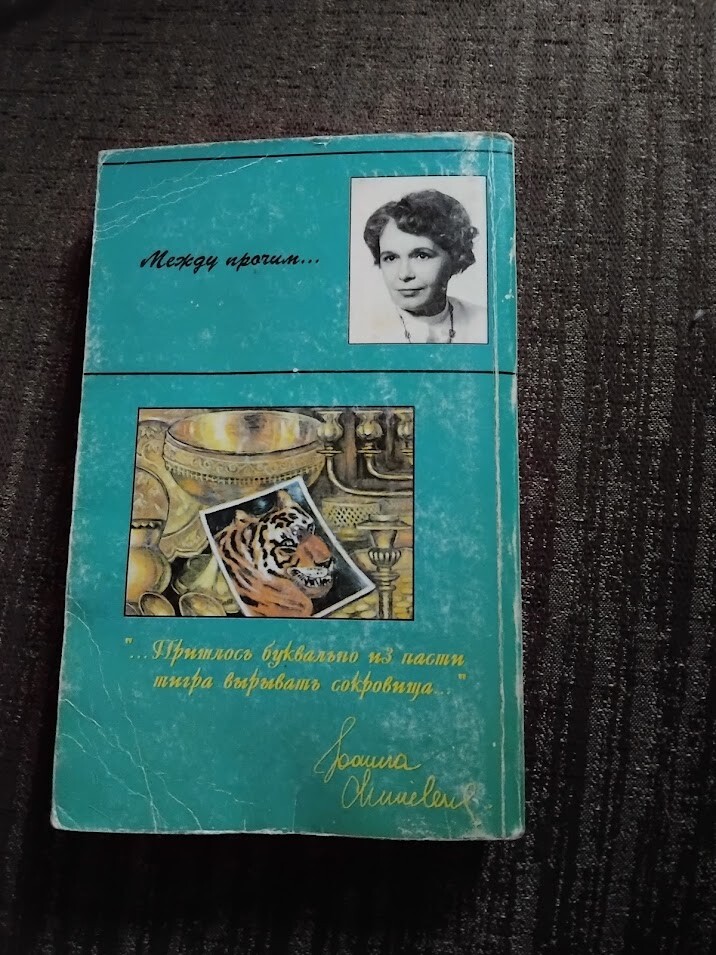 Между прочим...
"...Пришлось буквально из пасти
тигра вырывать сокровища..."
Иоанна
Хмелевская